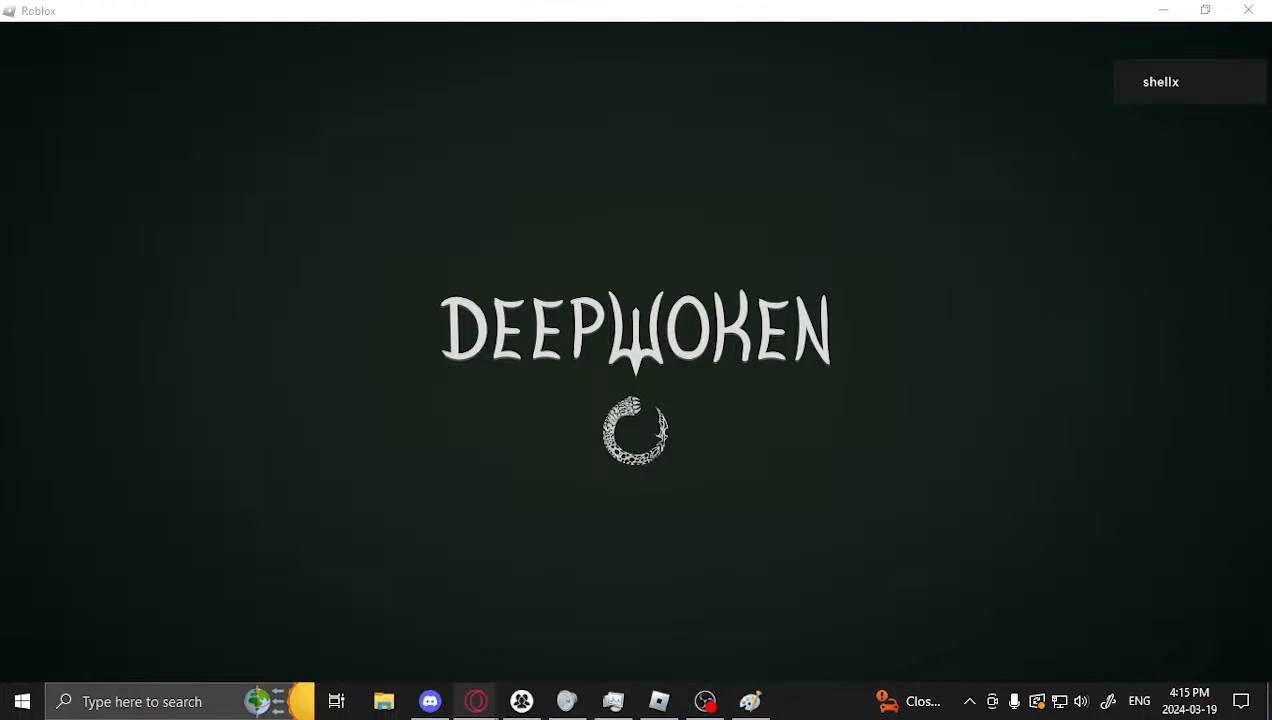 Roblox
shellx
DEEPWOKEN
Type here to search
Clos...
ENG
4:15 PM
2024-03-19